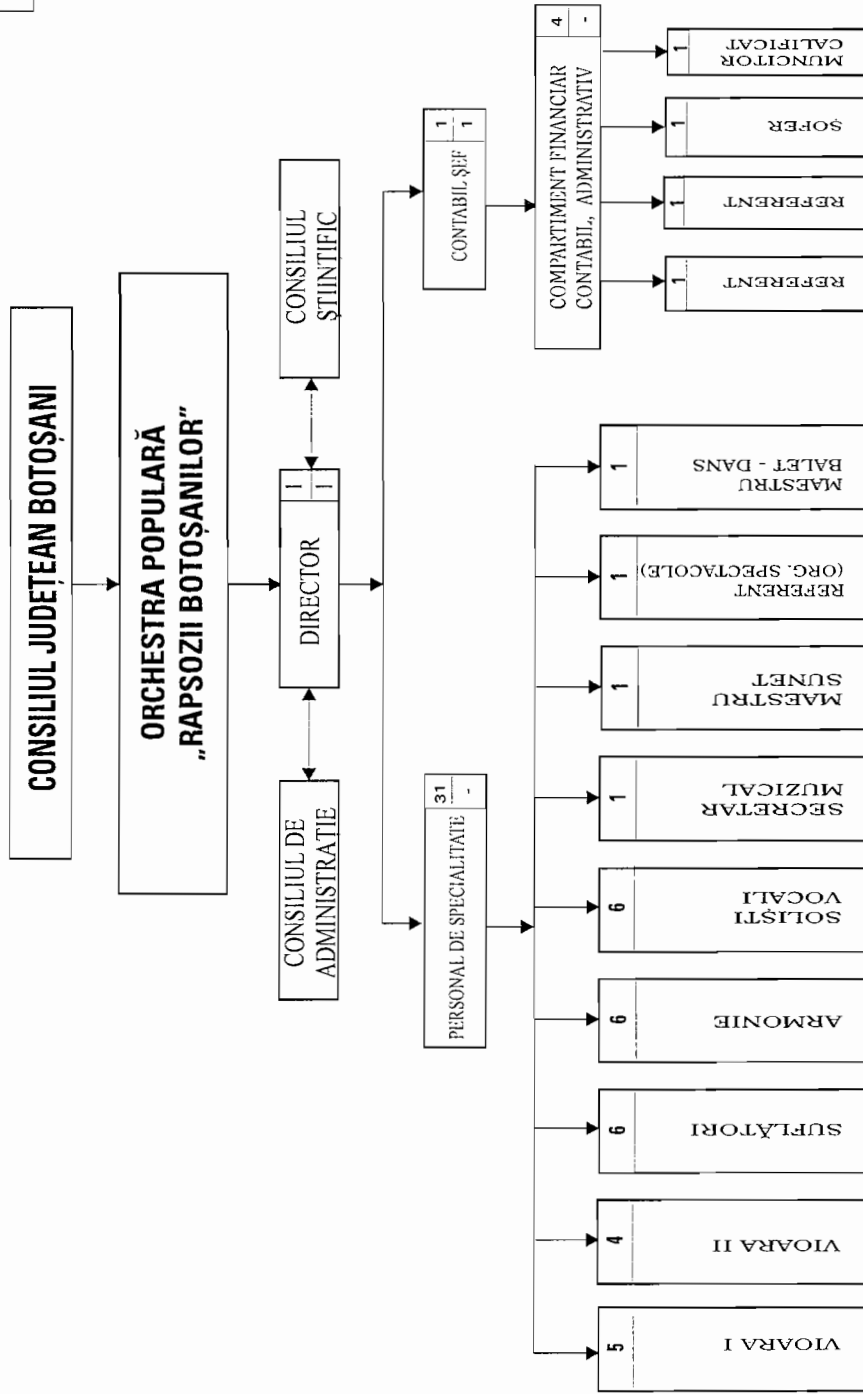 CONSILIUL JUDEȚEAN BOTOȘANI
ORCHESTRA POPULARĂ
„RAPSOZII BOTOȘANILOR”
CONSILIUL DE
ADMINISTRAȚIE
DIRECTOR
1
1
CONSILIUL
ȘTIINTIFIC
PERSONAL DE SPECIALITATE
31
-
CONTABIL ȘEF
1
1
COMPARTIMENT FINANCIAR
CONTABIL, ADMINISTRATIV
4
-
5
VIOARA I
4
VIOARA II
6
SUFLĂTORI
6
ARMONIE
6
SOLIȘTI
VOCALI
1
SECRETAR
MUZICAL
1
MAESTRU
SUNET
1
REFERENT
(ORG. SPECTACOLE)
1
MAESTRU
BALET - DANS
1
REFERENT
1
REFERENT
1
ȘOFER
1
MUNCITOR
CALIFICAT